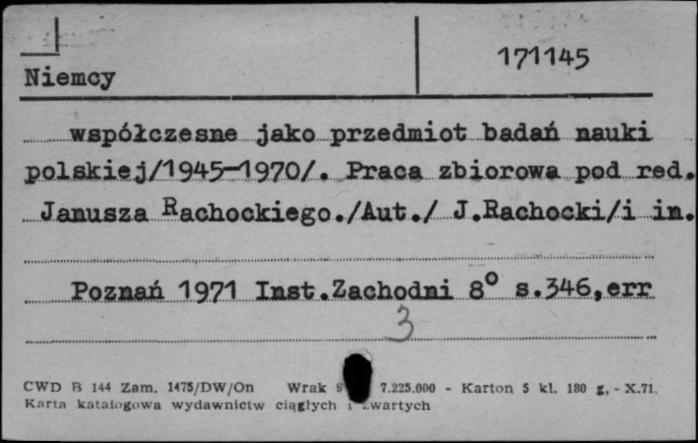 171145
Niemcy
współczesne jako przedmiot badań nauki
polskiej/1945-1970/. Praca zbiorowa pod red.
Janusza Rachockiego./Aut./ J.Rachocki/i in.
Poznań 1971 Inst.Zachodni 8° s.346,err
3
CWD B 144 Zam. 1475/DW/On Wrak 7.225.000 - Karton 5 kl. 180 g, - X.71.
Karta katalogowa wydawnictw ciągłych i zwartych